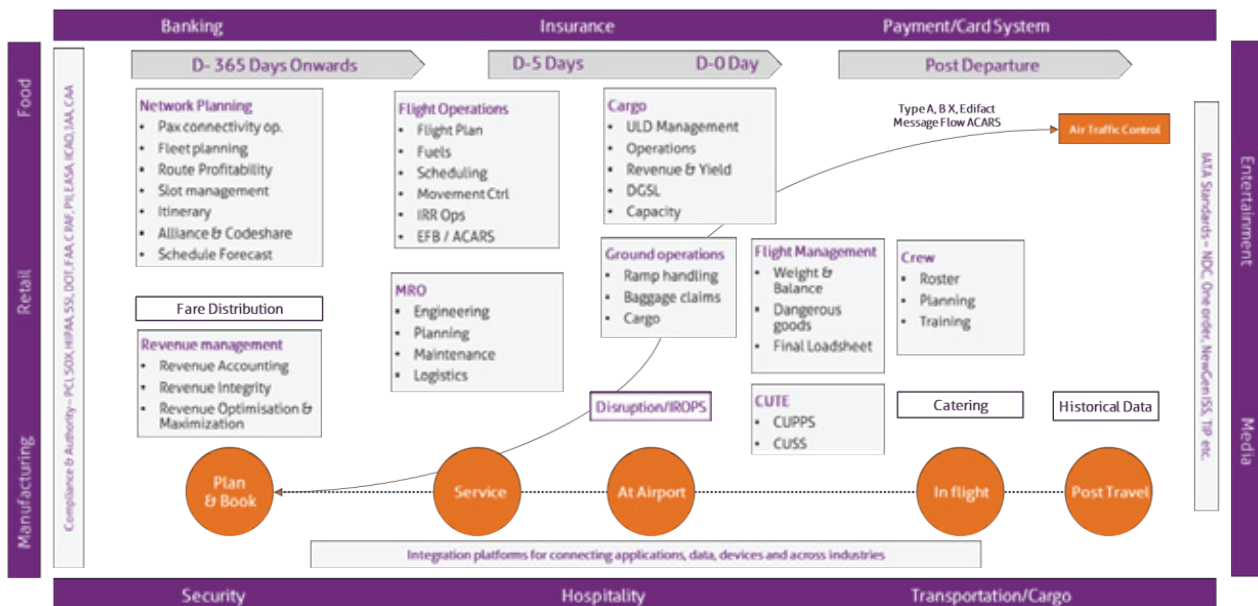 Banking
Insurance
Payment/Card System
Food
Retail
Manufacturing
Compliance & Authority – PCI, SOX, HIPAA, SSI, DOT, FAA, CRAF, PII, EASA, ICAO, JAA, CAA
D- 365 Days Onwards
D-5 Days
D-0 Day
Post Departure
Network Planning
• Pax connectivity op.
• Fleet planning
• Route Profitability
• Slot management
• Itinerary
• Alliance & Codeshare
• Schedule Forecast
Fare Distribution
Revenue management
• Revenue Accounting
• Revenue Integrity
• Revenue Optimisation &
Maximization
Flight Operations
• Flight Plan
• Fuels
• Scheduling
• Movement Ctrl
• IRR Ops
• EFB / ACARS
MRO
• Engineering
• Planning
• Maintenance
• Logistics
Cargo
• ULD Management
• Operations
• Revenue & Yield
• DGSL
• Capacity
Ground operations
• Ramp handling
• Baggage claims
• Cargo
Disruption/IROPS
Flight Management
• Weight &
Balance
• Dangerous
goods
• Final Loadsheet
CUTE
• CUPPS
• CUSS
Type A, B X, Edifact
Message Flow ACARS
Air Traffic Control
Crew
• Roster
• Planning
• Training
Catering
Historical Data
Plan
& Book
Service
At Airport
In flight
Post Travel
Integration platforms for connecting applications, data, devices and across industries
IATA Standards – NDC, One order, NewGen ISS, TIP etc.
Entertainment
Media
Security
Hospitality
Transportation/Cargo